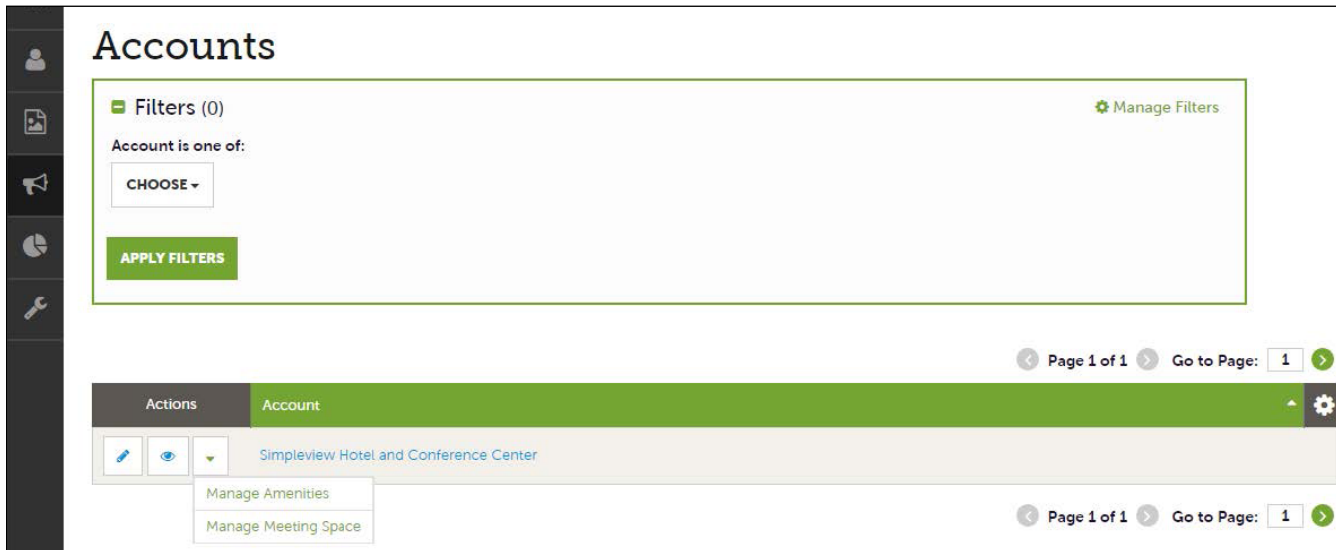 Accounts
Filters (0)
Manage Filters
Account is one of:
CHOOSE
APPLY FILTERS
Page 1 of 1 Go to Page: 1
Actions Account
Simpleview Hotel and Conference Center
Manage Amenities
Manage Meeting Space
Page 1 of 1 Go to Page: 1